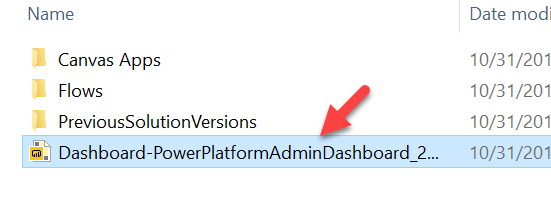 Name Date modi
Canvas Apps 10/31/201
Flows 10/31/201
PreviousSolutionVersions 10/31/201
Dashboard-PowerPlatformAdminDashboard_2... 10/31/201